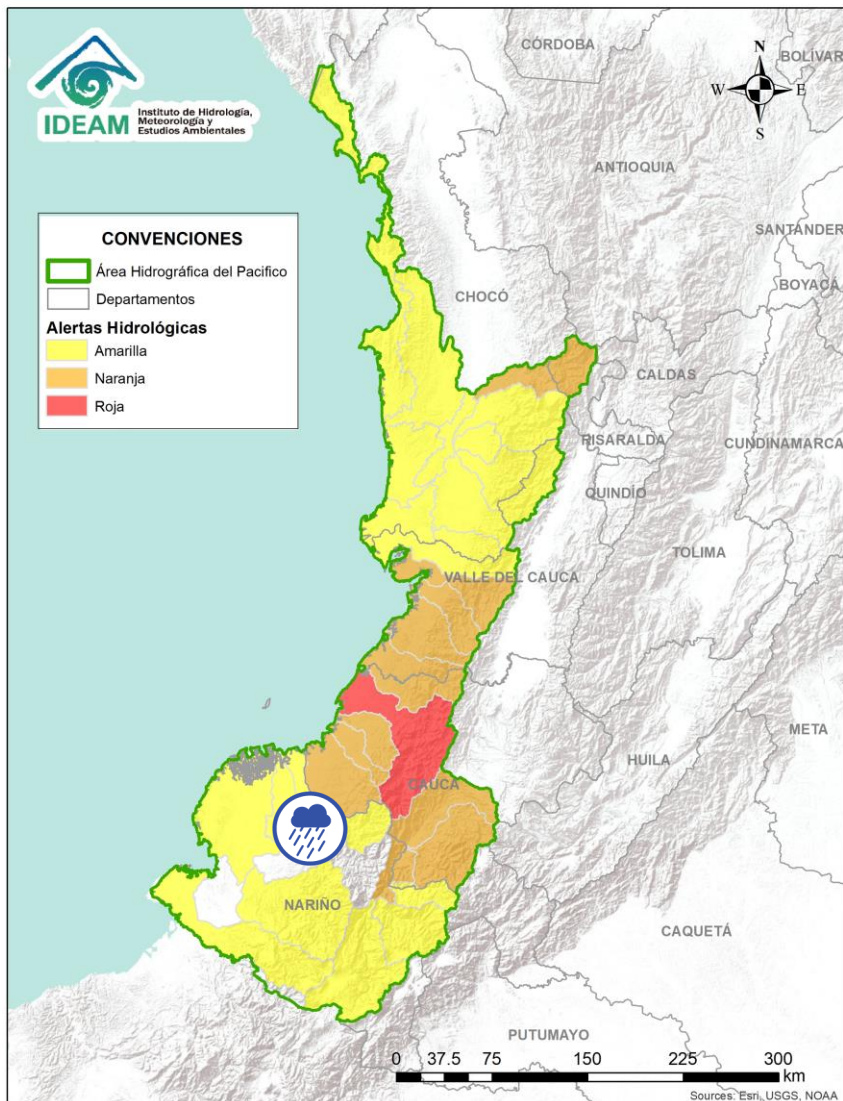 IDEAM
Instituto de Hidrología,
Meteorología y
Estudios Ambientales
CÓRDOBA
BOLÍVAR
N
W
E
S
ANTIOQUIA
SANTANDER
BOYACÁ
CONVENCIONES
Área Hidrográfica del Pacifico
Departamentos
Alertas Hidrológicas
Amarilla
Naranja
Roja
CHOCÓ
CALDAS
RISARALDA
CUNDINAMARCA
QUINDÍO
TOLIMA
VALLE DEL CAUCA
META
HUILA
CAUCA
NARIÑO
CAQUETÁ
PUTUMAYO
0 37.5 75 150 225 300
km
Sources: Esri, USGS, NOAA